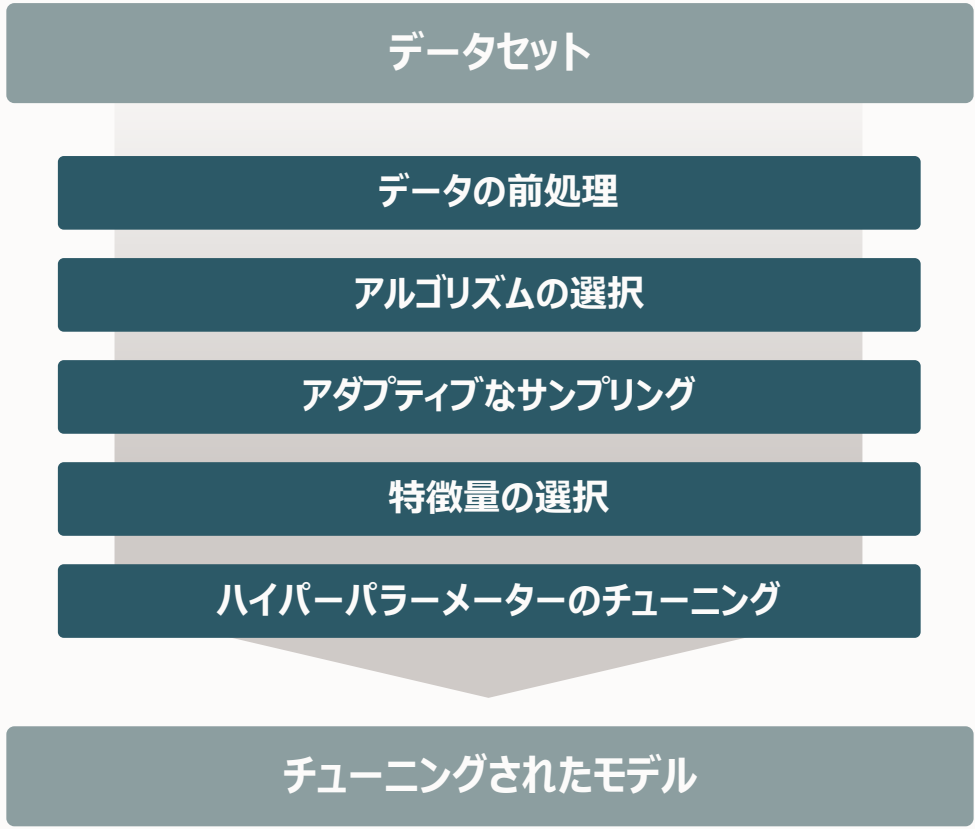 データセット
データの前処理
アルゴリズムの選択
アダプティブなサンプリング
特徴量の選択
ハイパーパラーメーターのチューニング
チューニングされたモデル